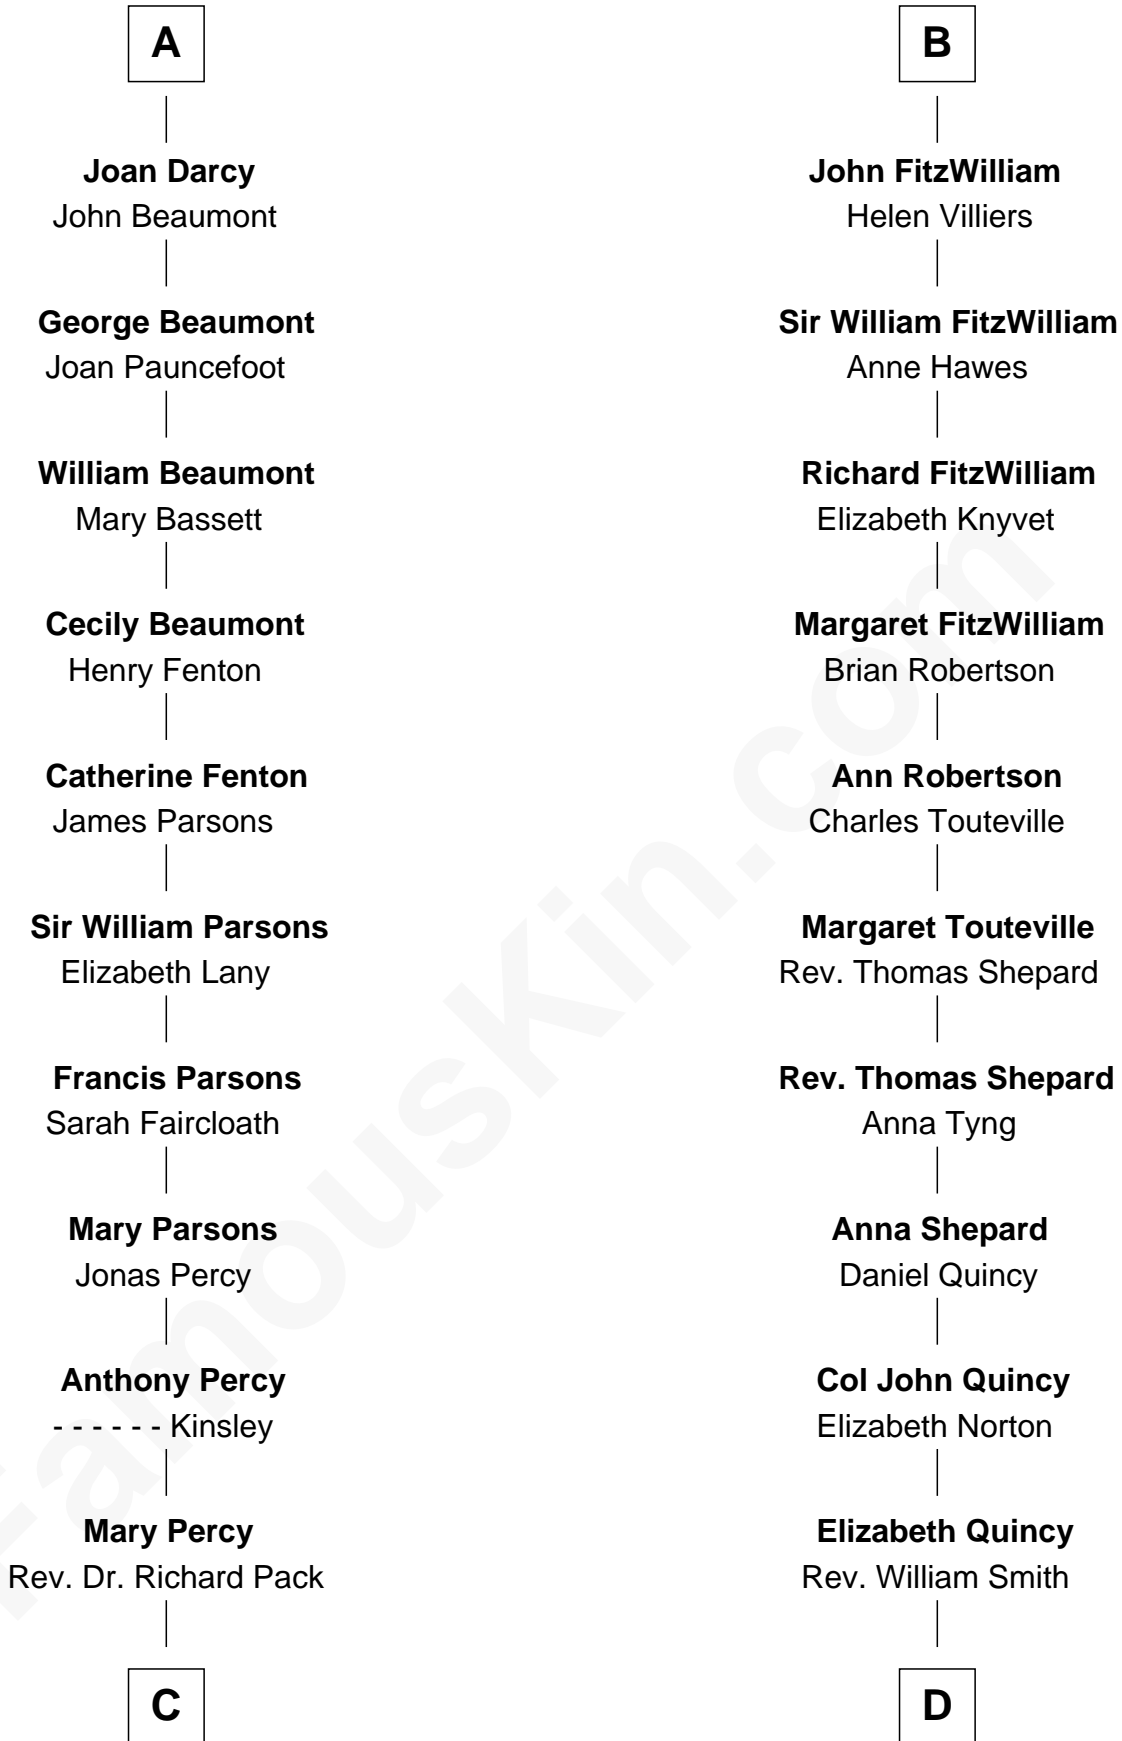 A
Joan Darcy
John Beaumont
George Beaumont
Joan Pauncefoot
William Beaumont
Mary Bassett
Cecily Beaumont
Henry Fenton
Catherine Fenton
James Parsons
Sir William Parsons
Elizabeth Lany
Francis Parsons
Sarah Faircloath
Mary Parsons
Jonas Percy
Anthony Percy
- - - - - - Kinsley
Mary Percy
Rev. Dr. Richard Pack
C
B
John FitzWilliam
Helen Villiers
Sir William FitzWilliam
Anne Hawes
Richard FitzWilliam
Elizabeth Knyvet
Margaret FitzWilliam
Brian Robertson
Ann Robertson
Charles Touteville
Margaret Touteville
Rev. Thomas Shepard
Rev. Thomas Shepard
Anna Tyng
Anna Shepard
Daniel Quincy
Col John Quincy
Elizabeth Norton
Elizabeth Quincy
Rev. William Smith
D
FamousKin.com